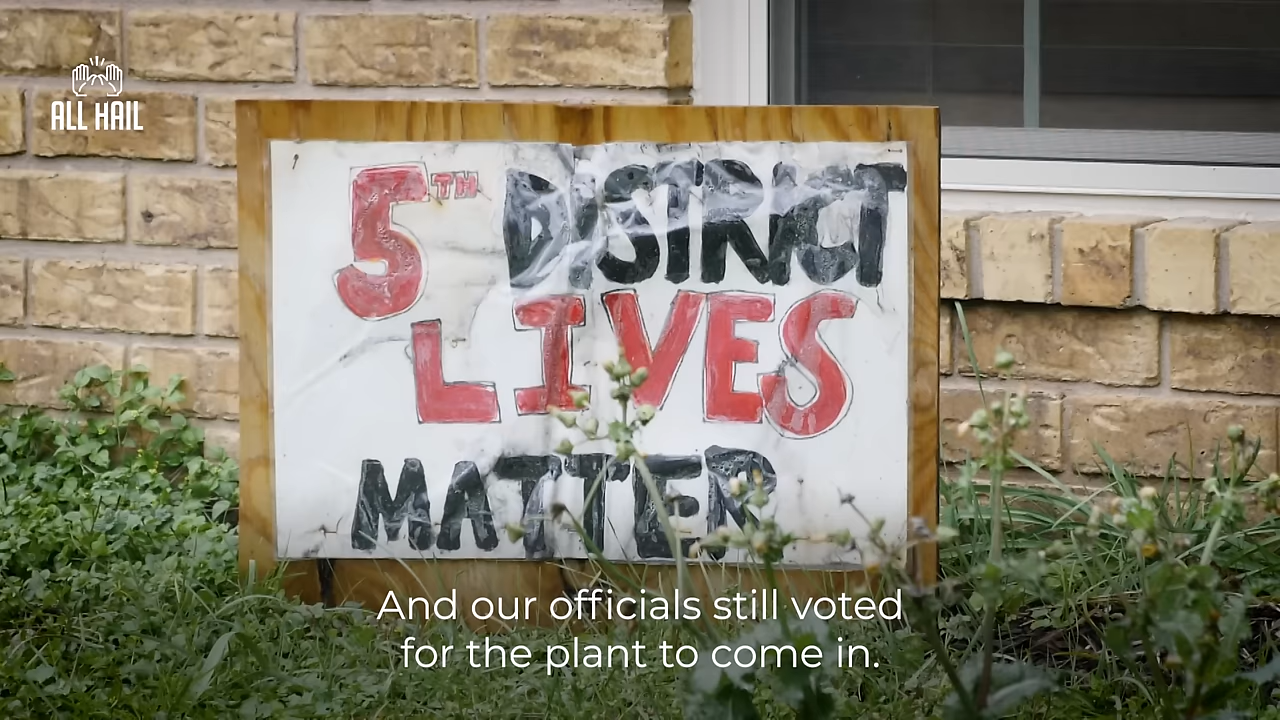 ALL HAIL
5TH DISTRICT
LIVES
MATTER
And our officials still voted
for the plant to come in.